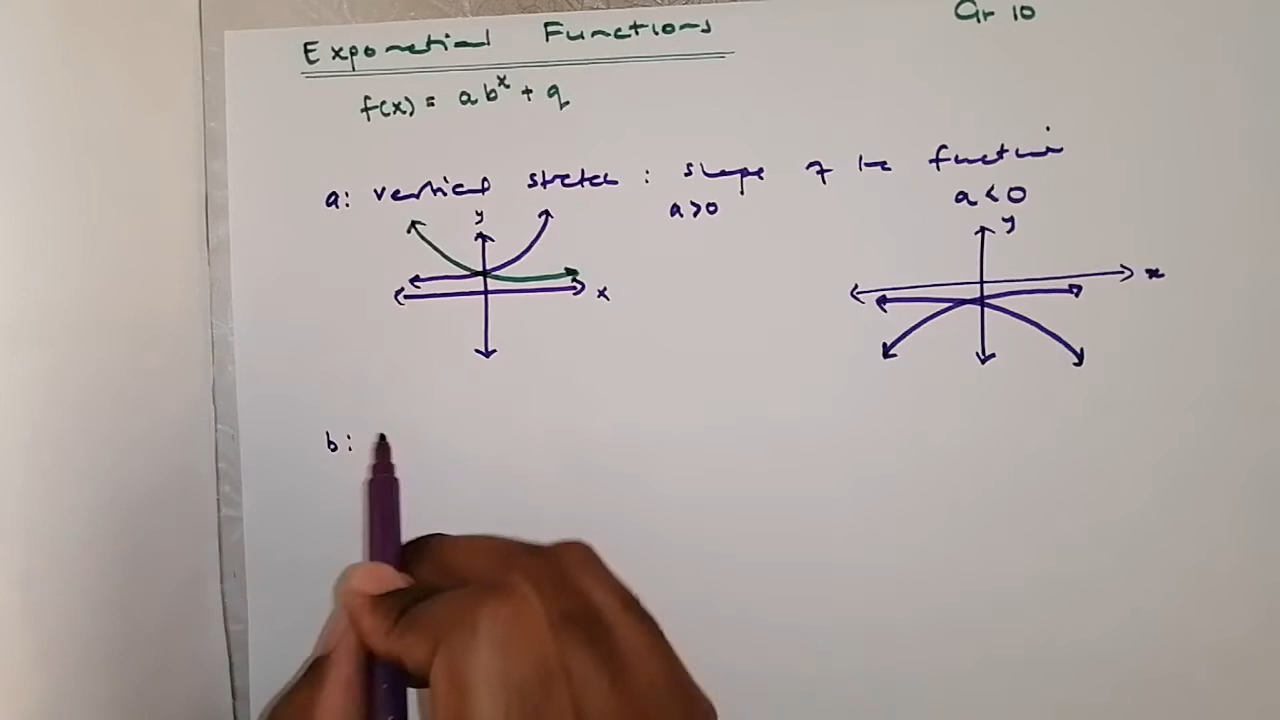 Exponential Functions
Gr 10
f(x) = ab^x + q
a: vertical stretch : shape of the function
a>0
a<0
y
x
y
x
b: